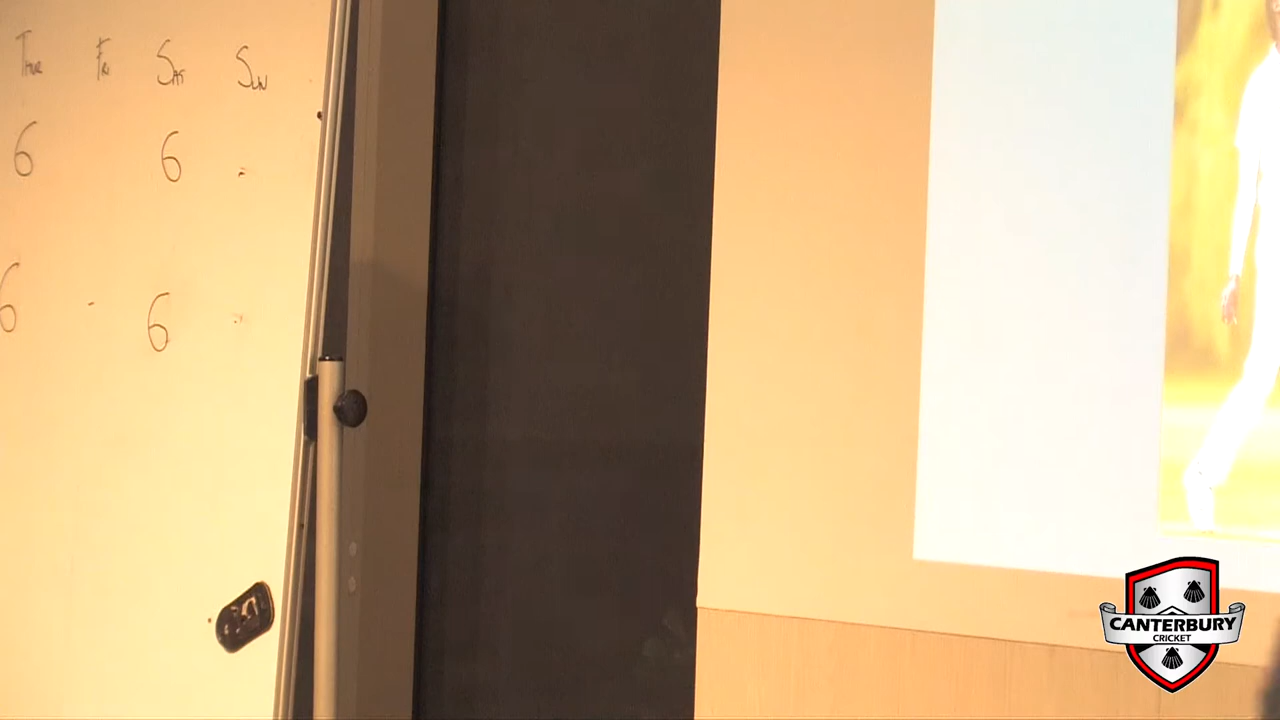 Thur Fri Sat Sun
6 6 -
6 - 6 -
CANTERBURY
CRICKET